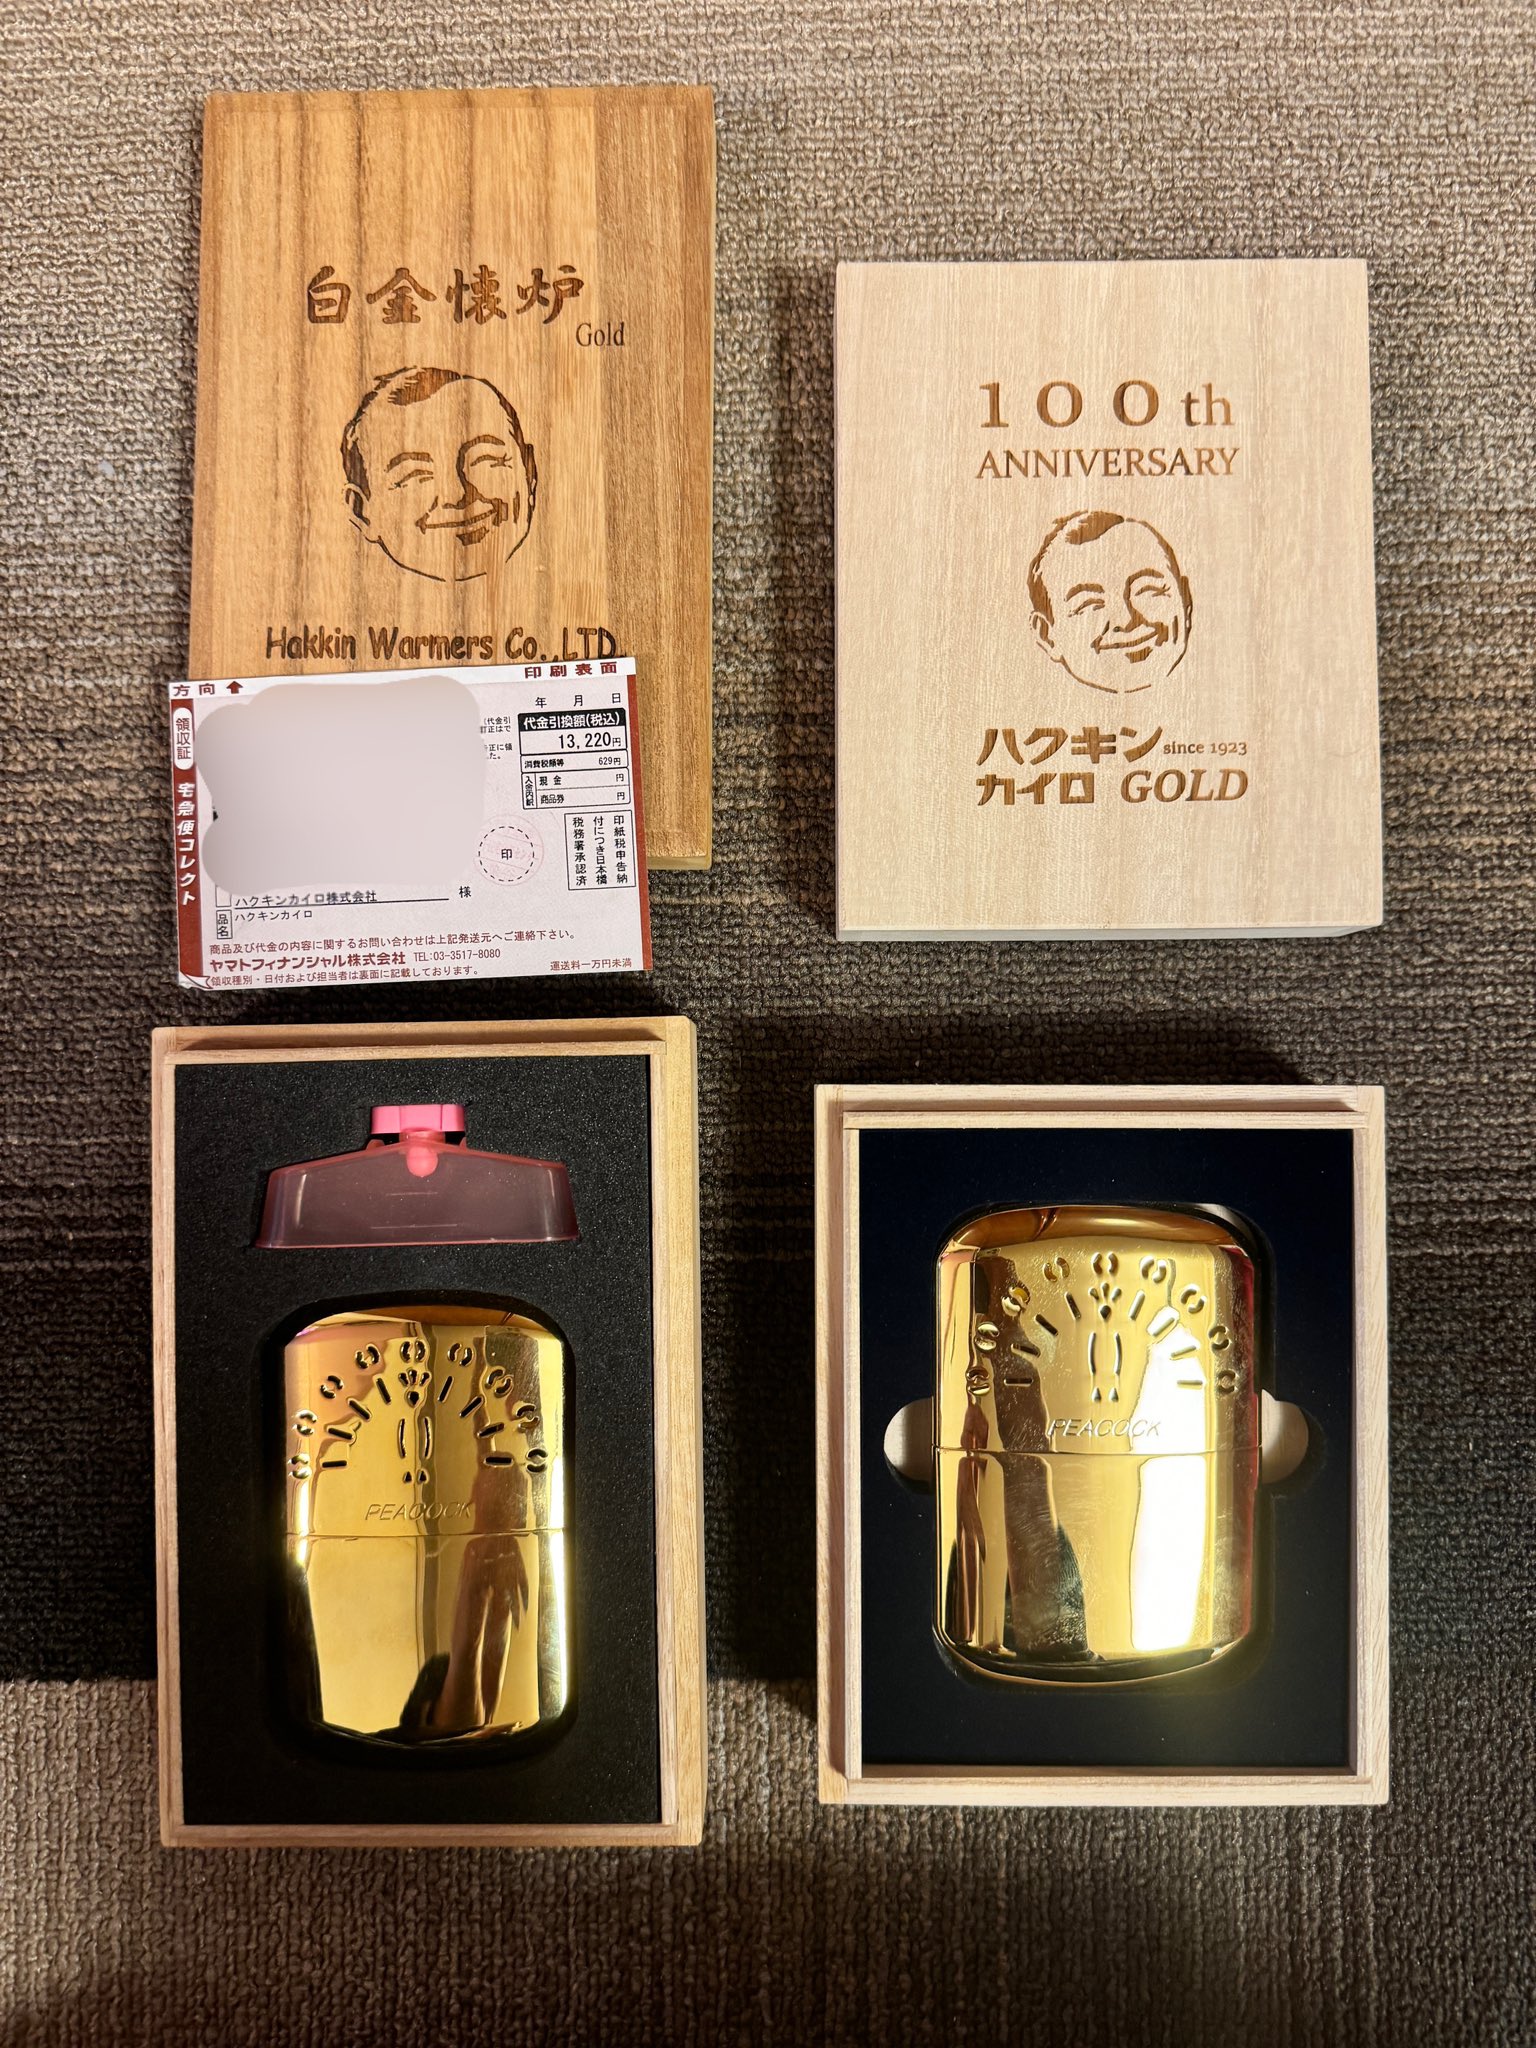 白金懐炉
Gold
Hakkin Warmers Co.,LTD.
100th
ANNIVERSARY
ハクキン since 1923
カイロ GOLD
方向↑
印刷表面
領収証
宅急便コレクト
年 月 日
代金引換額(税込)
13,220円
消費税額等 629円
入金内訳
現金 円
商品券 円
印紙税申告納
付につき日本橋
税務署承認済
印
ハクキンカイロ株式会社 様
品名
ハクキンカイロ
商品及び代金の内容に関するお問い合わせは上記発送元へご連絡下さい。
ヤマトフィナンシャル株式会社 TEL:03-3517-8080
領収種別・日付および担当者は裏面に記載しております。
運送料一万円未満
PEACOCK
PEACOCK